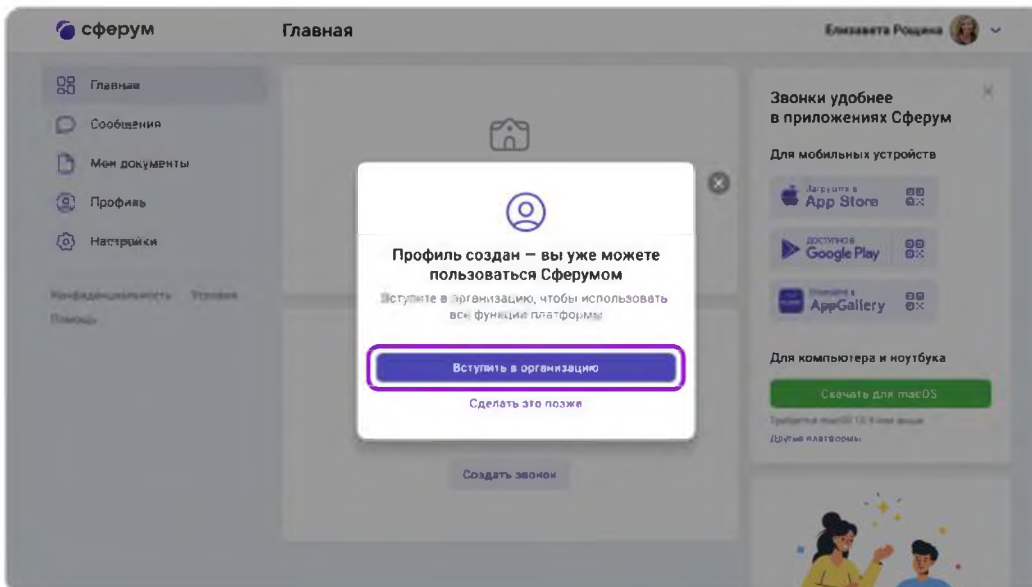 сферум
Главная
Елизавета Рощина
Главная
Сообщения
Мои документы
Профиль
Настройки
Конфиденциальность Условия
Помощь
Профиль создан — вы уже можете
пользоваться Сферумом
Вступите в организацию, чтобы использовать
все функции платформы
Вступить в организацию
Сделать это позже
Создать звонок
Звонки удобнее
в приложениях Сферум
Для мобильных устройств
Загрузите в
App Store
ДОСТУПНО В
Google Play
AppGallery
Для компьютера и ноутбука
Скачать для macOS
Другие платформы